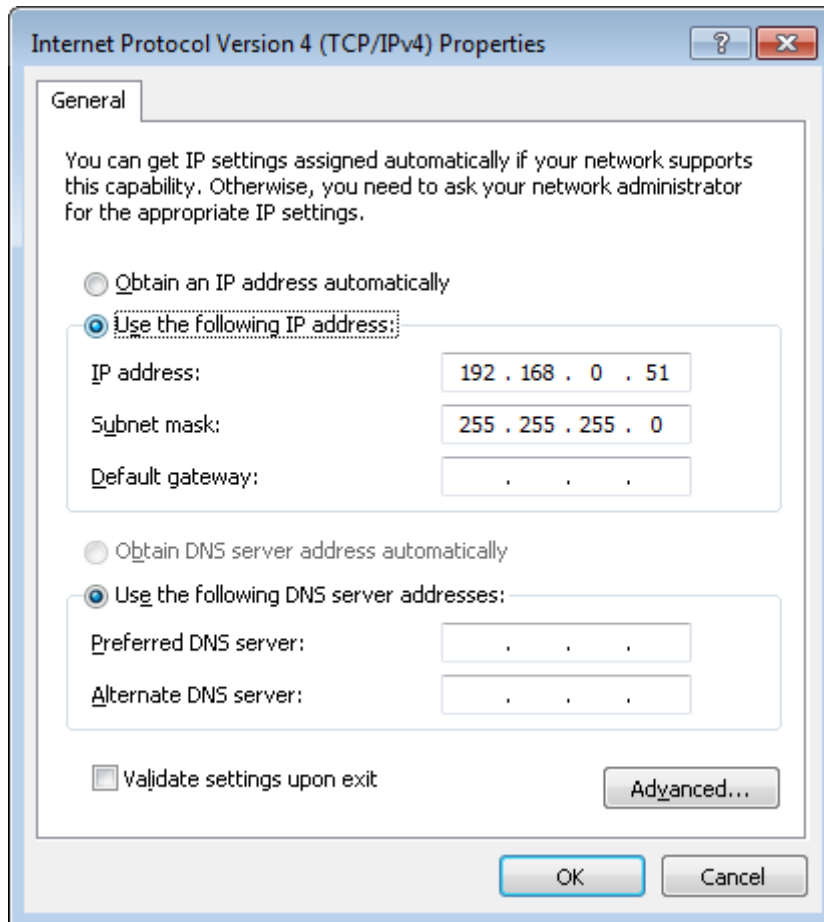 Internet Protocol Version 4 (TCP/IPv4) Properties
?
General
You can get IP settings assigned automatically if your network supports
this capability. Otherwise, you need to ask your network administrator
for the appropriate IP settings.
Obtain an IP address automatically
Use the following IP address:
IP address: 192 . 168 . 0 . 51
Subnet mask: 255 . 255 . 255 . 0
Default gateway: . . .
Obtain DNS server address automatically
Use the following DNS server addresses:
Preferred DNS server: . . .
Alternate DNS server: . . .
Validate settings upon exit
Advanced...
OK Cancel